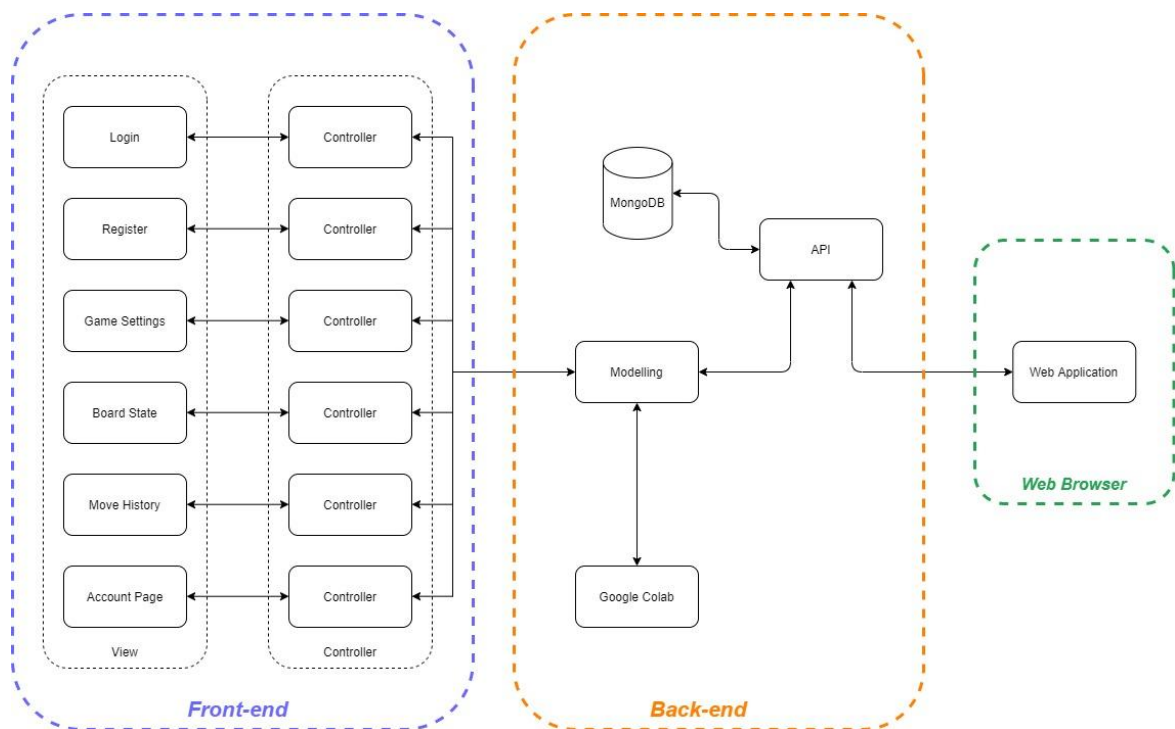 Login
Controller
Register
Controller
Game Settings
Controller
Board State
Controller
Move History
Controller
Account Page
Controller
View
Controller
Front-end
MongoDB
API
Modelling
Google Colab
Back-end
Web Application
Web Browser